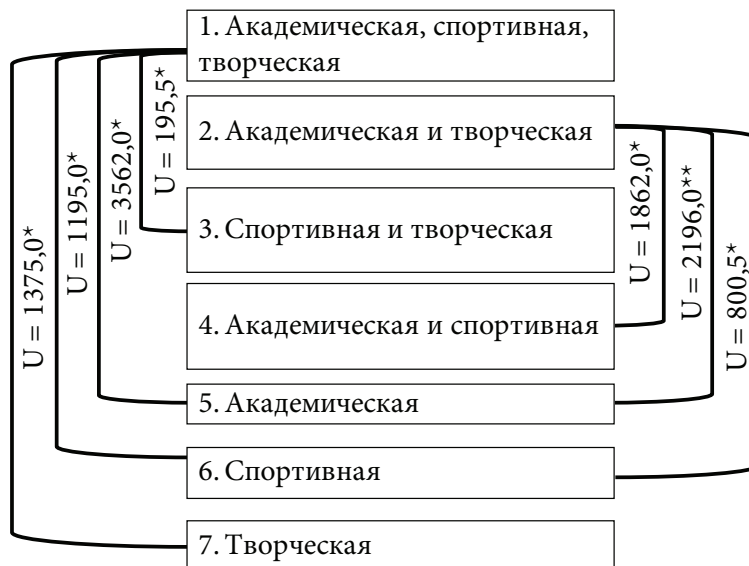 1. Академическая, спортивная,
творческая
2. Академическая и творческая
3. Спортивная и творческая
4. Академическая и спортивная
5. Академическая
6. Спортивная
7. Творческая
U = 1375,0*
U = 1195,0*
U = 3562,0*
U = 195,5*
U = 1862,0*
U = 2196,0**
U = 800,5*